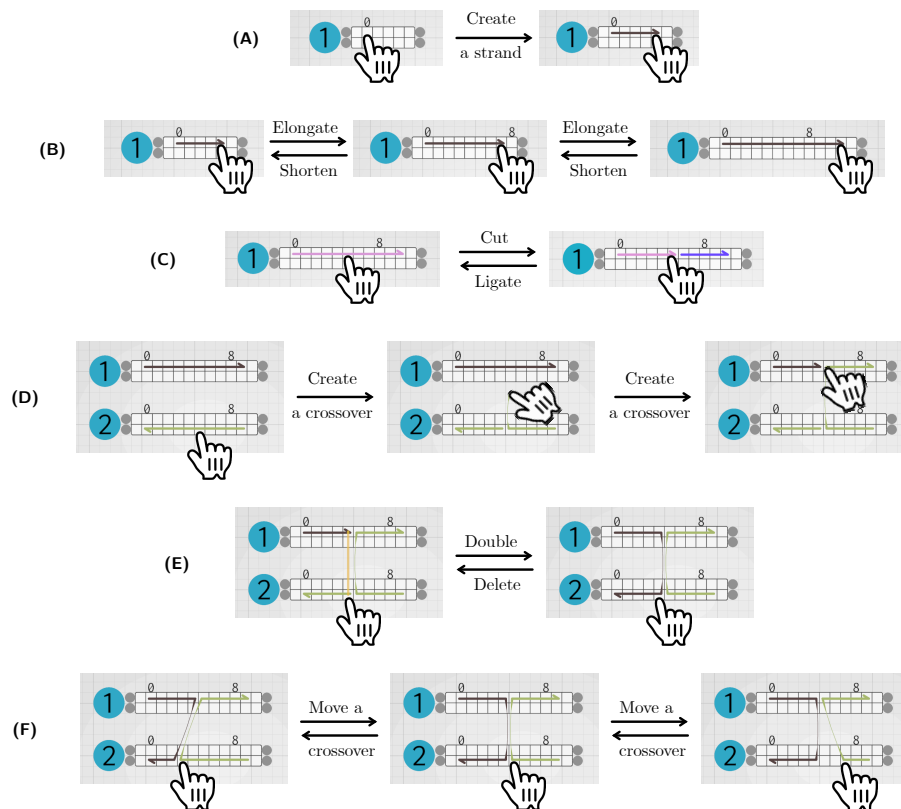 (A) 1 0 Create a strand 1 0
(B) 1 0 Elongate Shorten 1 0 8 Elongate Shorten 1 0 8
(C) 1 0 8 Cut Ligate 1 0 8
(D) 1 0 8 2 0 8 Create a crossover 1 0 8 2 0 Create a crossover 1 0 8 2 0 8
(E) 1 0 8 2 0 8 Double Delete 1 0 8 2 0 8
(F) 1 0 8 2 0 8 Move a crossover 1 0 8 2 0 8 Move a crossover 1 0 8 2 0 8